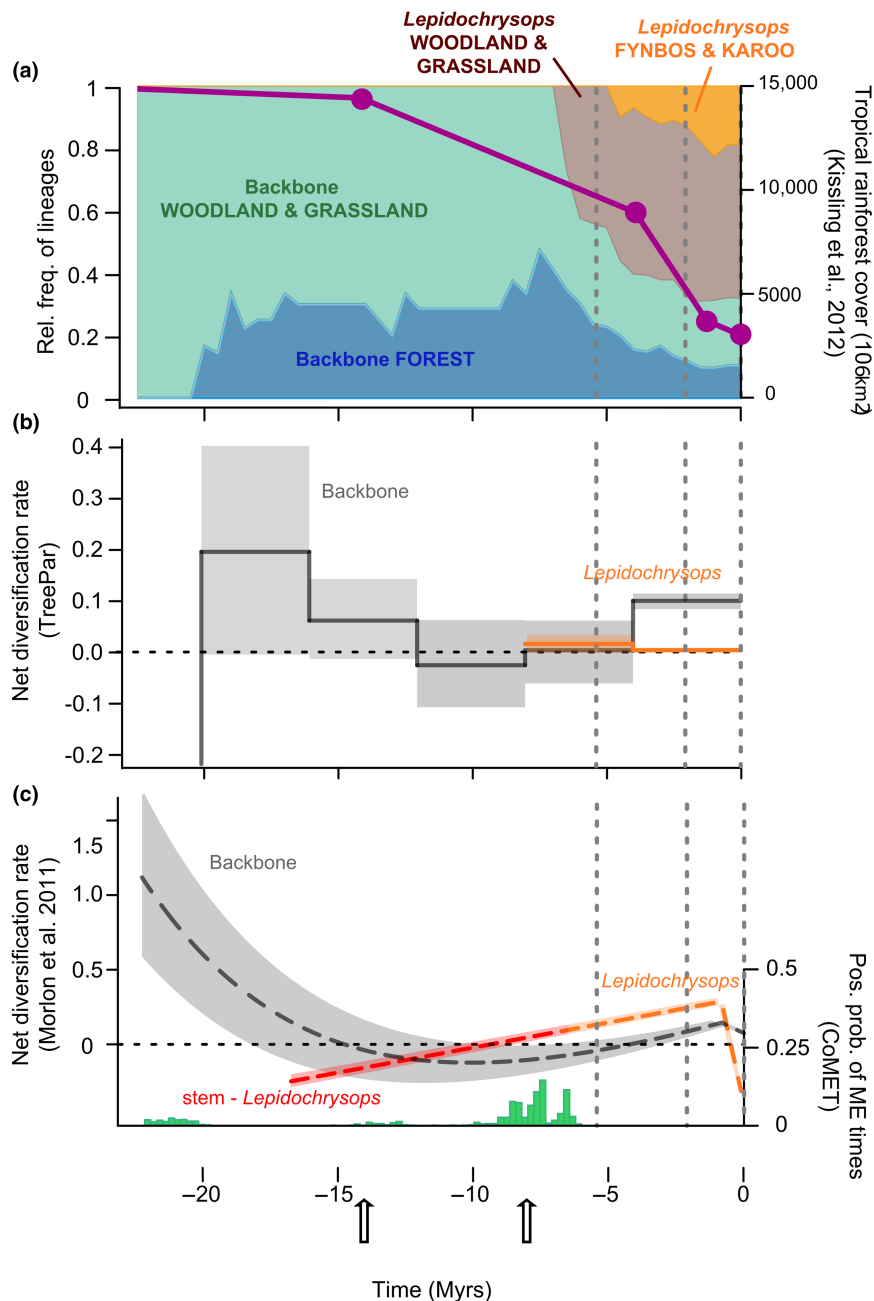 Lepidochrysops
WOODLAND &
GRASSLAND
Lepidochrysops
FYNBOS & KAROO
(a)
1
0.8
0.6
0.4
0.2
0
Rel. freq. of lineages
Backbone
WOODLAND & GRASSLAND
Backbone FOREST
15,000
10,000
5000
0
Tropical rainforest cover (106km2)
(Kissling et al., 2012)
(b)
0.4
0.3
0.2
0.1
0.0
-0.1
-0.2
Net diversification rate
(TreePar)
Backbone
Lepidochrysops
(c)
1.5
1.0
0.5
0
Net diversification rate
(Morlon et al. 2011)
Backbone
Lepidochrysops
stem - Lepidochrysops
0.5
0.25
0
Pos. prob. of ME times
(CoMET)
–20
–15
–10
–5
0
Time (Myrs)